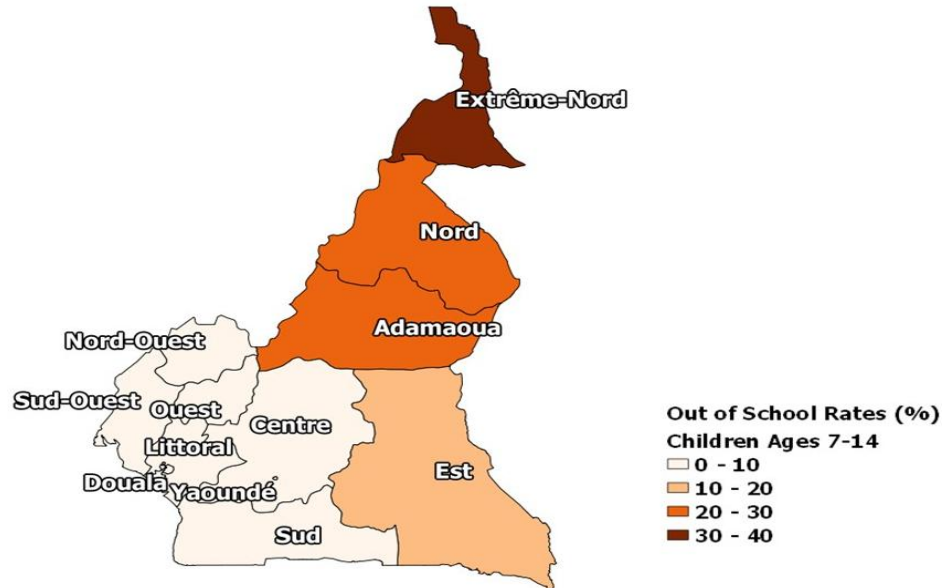 Extrême-Nord
Nord
Adamaoua
Nord-Ouest
Sud-Ouest
Ouest
Centre
Littoral
Douala
Yaoundé
Est
Sud
Out of School Rates (%)
Children Ages 7-14
0 - 10
10 - 20
20 - 30
30 - 40